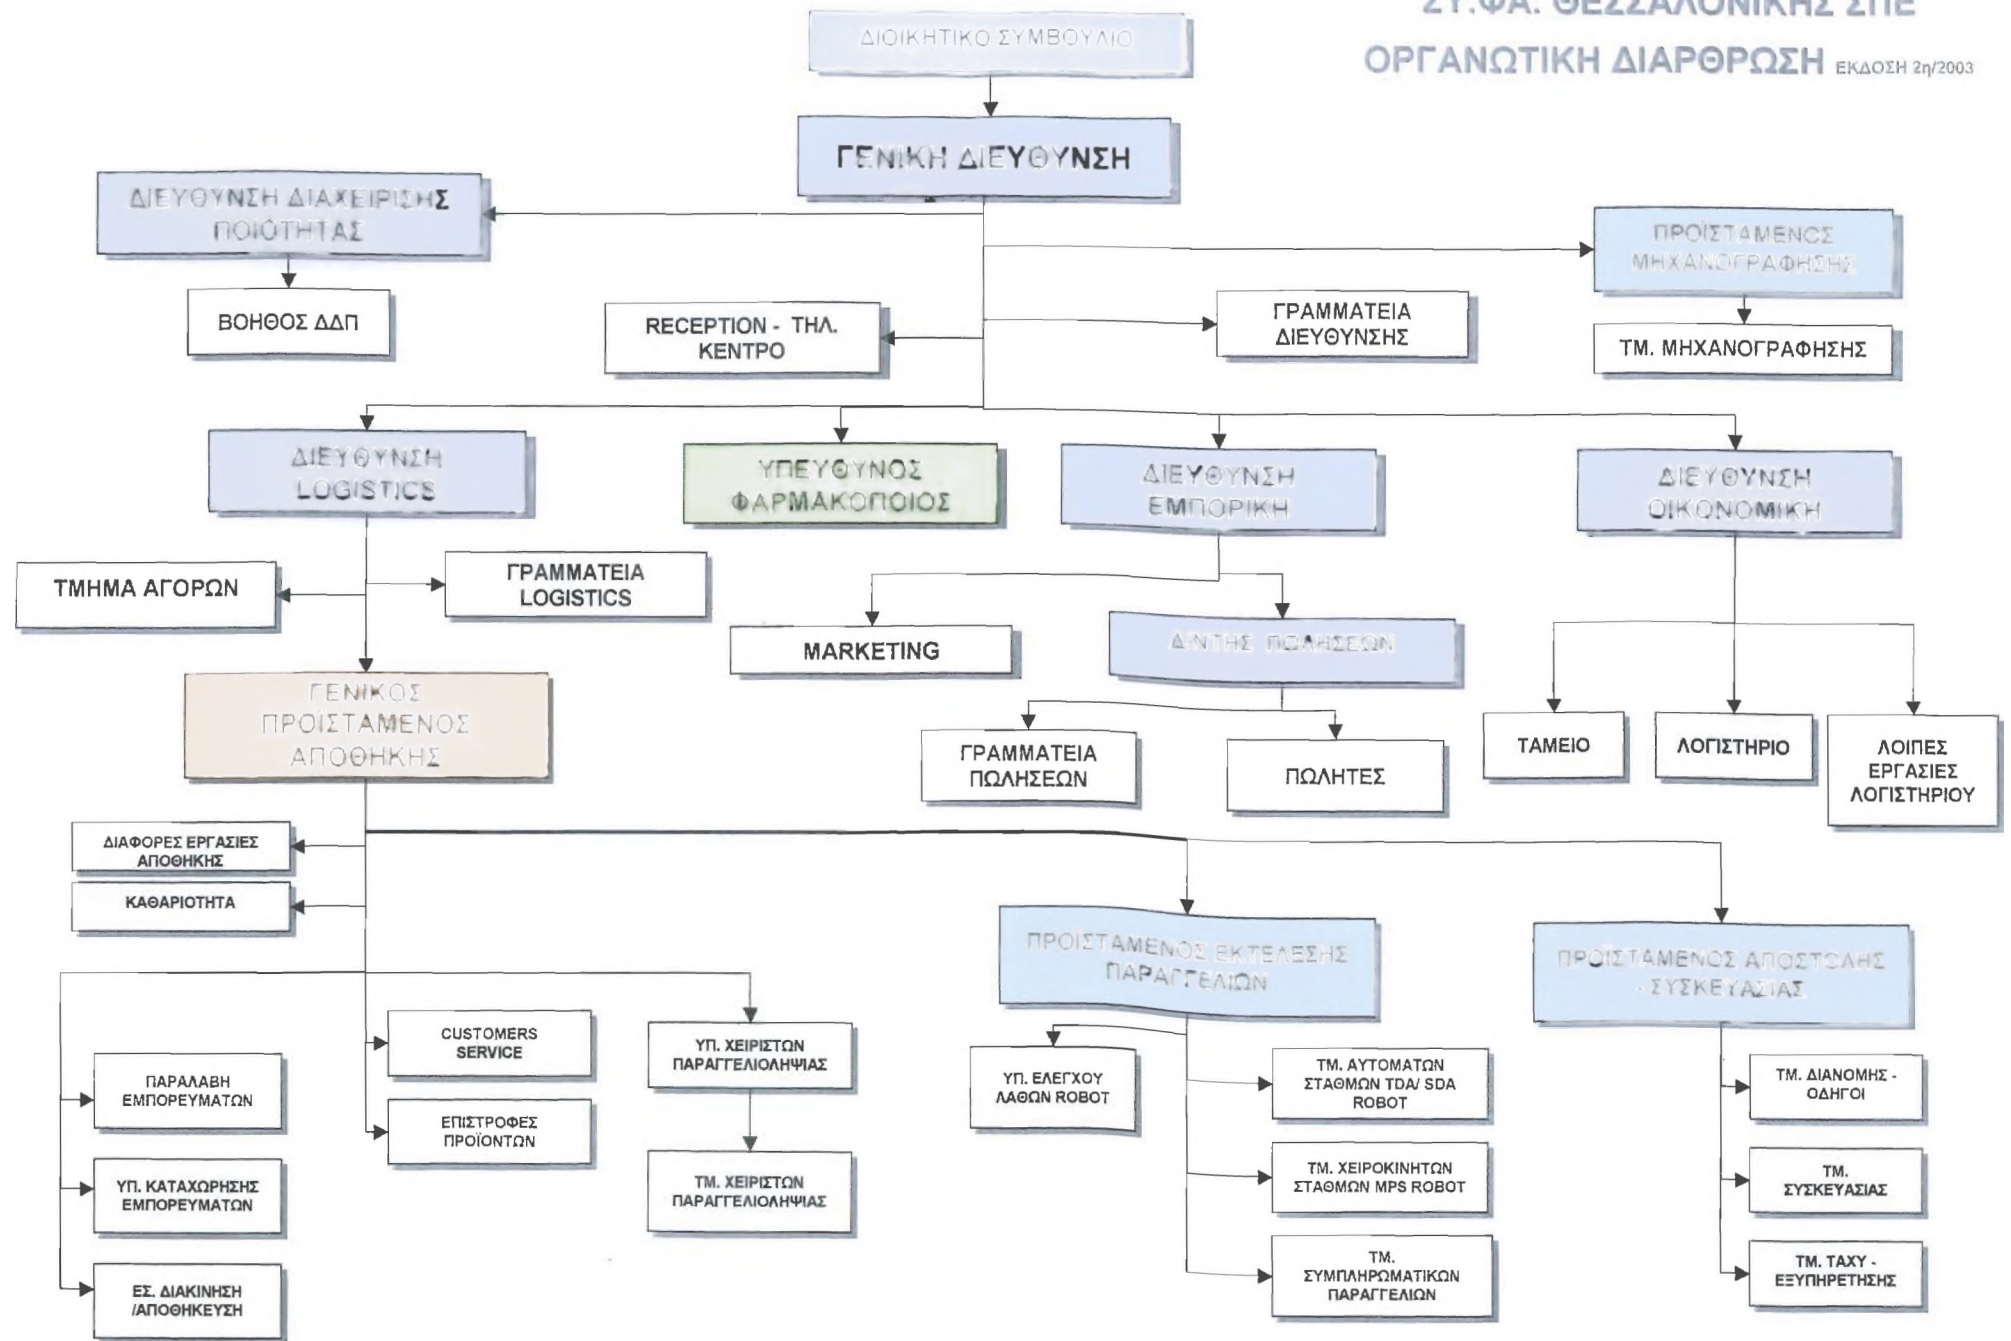 ΣΥ.ΦΑ. ΘΕΣΣΑΛΟΝΙΚΗΣ ΣΠΕ
ΟΡΓΑΝΩΤΙΚΗ ΔΙΑΡΘΡΩΣΗ ΕΚΔΟΣΗ 2η/2003
ΔΙΟΙΚΗΤΙΚΟ ΣΥΜΒΟΥΛΙΟ
ΓΕΝΙΚΗ ΔΙΕΥΘΥΝΣΗ
ΔΙΕΥΘΥΝΣΗ ΔΙΑΧΕΙΡΙΣΗΣ
ΠΟΙΟΤΗΤΑΣ
ΠΡΟΪΣΤΑΜΕΝΟΣ
ΜΗΧΑΝΟΓΡΑΦΗΣΗΣ
ΒΟΗΘΟΣ ΔΔΠ
RECEPTION - ΤΗΛ.
ΚΕΝΤΡΟ
ΓΡΑΜΜΑΤΕΙΑ
ΔΙΕΥΘΥΝΣΗΣ
ΤΜ. ΜΗΧΑΝΟΓΡΑΦΗΣΗΣ
ΔΙΕΥΘΥΝΣΗ
LOGISTICS
ΥΠΕΥΘΥΝΟΣ
ΦΑΡΜΑΚΟΠΟΙΟΣ
ΔΙΕΥΘΥΝΣΗ
ΕΜΠΟΡΙΚΗ
ΔΙΕΥΘΥΝΣΗ
ΟΙΚΟΝΟΜΙΚΗ
ΤΜΗΜΑ ΑΓΟΡΩΝ
ΓΡΑΜΜΑΤΕΙΑ
LOGISTICS
MARKETING
Δ/ΝΤΗΣ ΠΩΛΗΣΕΩΝ
ΓΕΝΙΚΟΣ
ΠΡΟΪΣΤΑΜΕΝΟΣ
ΑΠΟΘΗΚΗΣ
ΓΡΑΜΜΑΤΕΙΑ
ΠΩΛΗΣΕΩΝ
ΠΩΛΗΤΕΣ
ΤΑΜΕΙΟ
ΛΟΓΙΣΤΗΡΙΟ
ΛΟΙΠΕΣ
ΕΡΓΑΣΙΕΣ
ΛΟΓΙΣΤΗΡΙΟΥ
ΔΙΑΦΟΡΕΣ ΕΡΓΑΣΙΕΣ
ΑΠΟΘΗΚΗΣ
ΚΑΘΑΡΙΟΤΗΤΑ
ΠΡΟΪΣΤΑΜΕΝΟΣ ΕΚΤΕΛΕΣΗΣ
ΠΑΡΑΓΓΕΛΙΩΝ
ΠΡΟΪΣΤΑΜΕΝΟΣ ΑΠΟΣΤΟΛΗΣ
- ΣΥΣΚΕΥΑΣΙΑΣ
ΠΑΡΑΛΑΒΗ
ΕΜΠΟΡΕΥΜΑΤΩΝ
ΥΠ. ΚΑΤΑΧΩΡΗΣΗΣ
ΕΜΠΟΡΕΥΜΑΤΩΝ
ΕΣ. ΔΙΑΚΙΝΗΣΗ
/ΑΠΟΘΗΚΕΥΣΗ
CUSTOMERS
SERVICE
ΕΠΙΣΤΡΟΦΕΣ
ΠΡΟΪΟΝΤΩΝ
ΥΠ. ΧΕΙΡΙΣΤΩΝ
ΠΑΡΑΓΓΕΛΙΟΛΗΨΙΑΣ
ΤΜ. ΧΕΙΡΙΣΤΩΝ
ΠΑΡΑΓΓΕΛΙΟΛΗΨΙΑΣ
ΥΠ. ΕΛΕΓΧΟΥ
ΛΑΘΩΝ ROBOT
ΤΜ. ΑΥΤΟΜΑΤΩΝ
ΣΤΑΘΜΩΝ TDA/ SDA
ROBOT
ΤΜ. ΧΕΙΡΟΚΙΝΗΤΩΝ
ΣΤΑΘΜΩΝ MPS ROBOT
ΤΜ.
ΣΥΜΠΛΗΡΩΜΑΤΙΚΩΝ
ΠΑΡΑΓΓΕΛΙΩΝ
ΤΜ. ΔΙΑΝΟΜΗΣ -
ΟΔΗΓΟΙ
ΤΜ.
ΣΥΣΚΕΥΑΣΙΑΣ
ΤΜ. ΤΑΧΥ -
ΕΞΥΠΗΡΕΤΗΣΗΣ